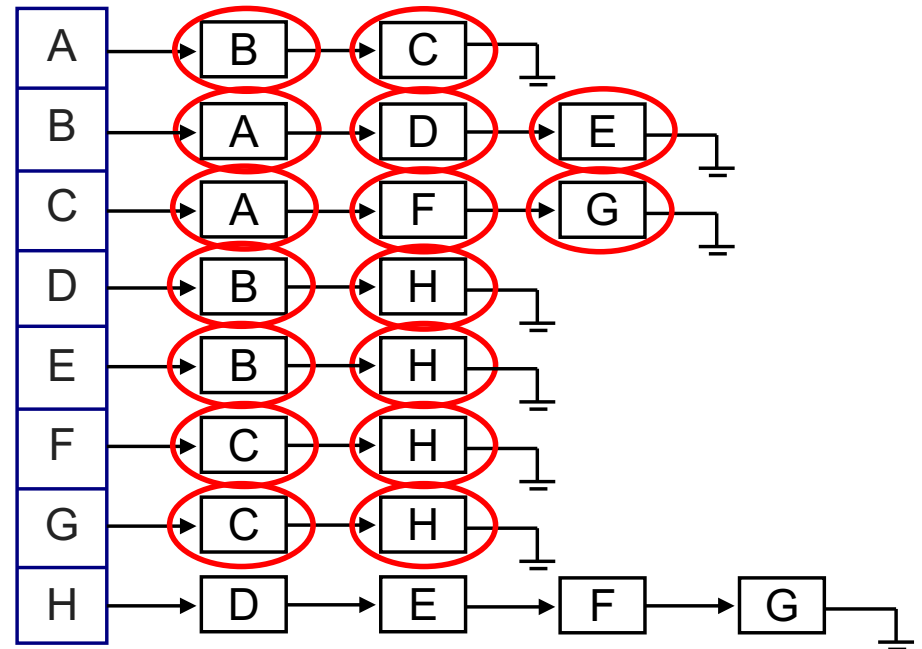 A B C
B A D E
C A F G
D B H
E B H
F C H
G C H
H D E F G